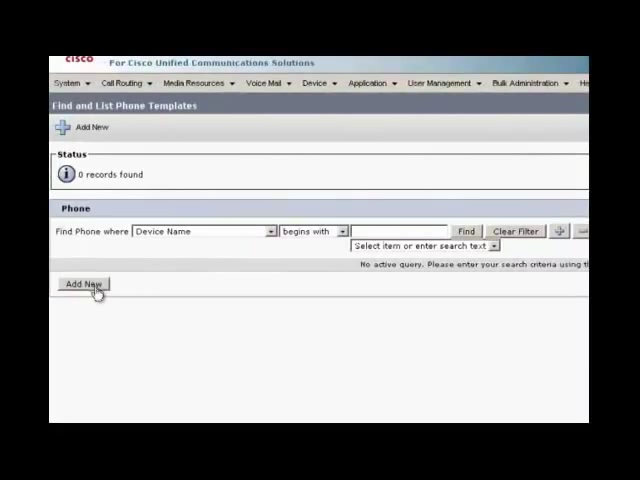 cisco For Cisco Unified Communications Solutions
System Call Routing Media Resources Voice Mail Device Application User Management Bulk Administration He
Find and List Phone Templates
Add New
Status
0 records found
Phone
Find Phone where Device Name begins with Find Clear Filter
Select item or enter search text
No active query. Please enter your search criteria using th
Add New